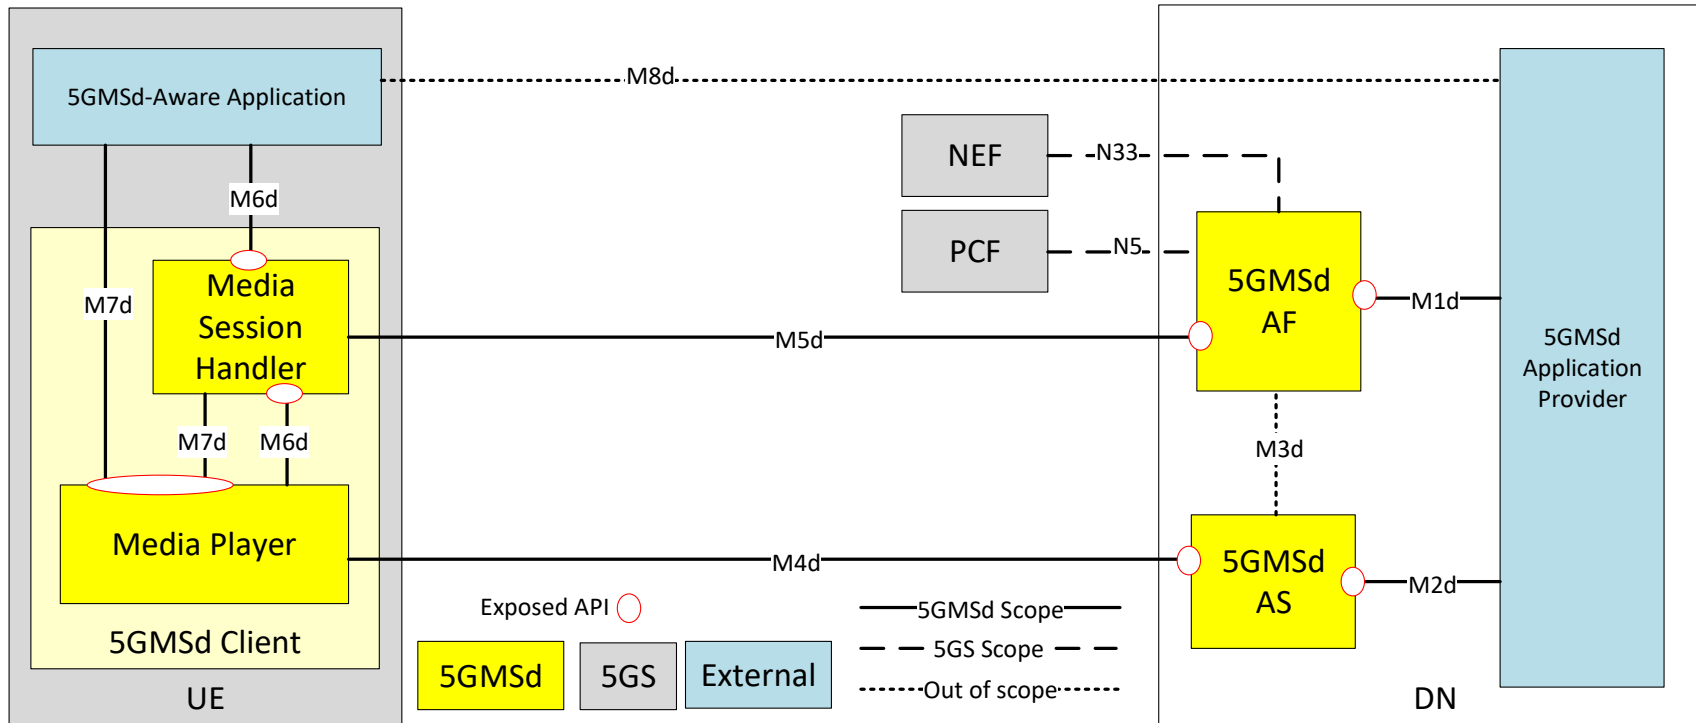 5GMSd-Aware Application
M8d
NEF
N33
M6d
PCF
N5
Media
Session
Handler
M7d
5GMSd
AF
M1d
M5d
5GMSd
Application
Provider
M7d
M6d
M3d
Media Player
M4d
5GMSd
AS
M2d
5GMSd Client
UE
Exposed API
5GMSd
5GS
External
5GMSd Scope
5GS Scope
Out of scope
DN